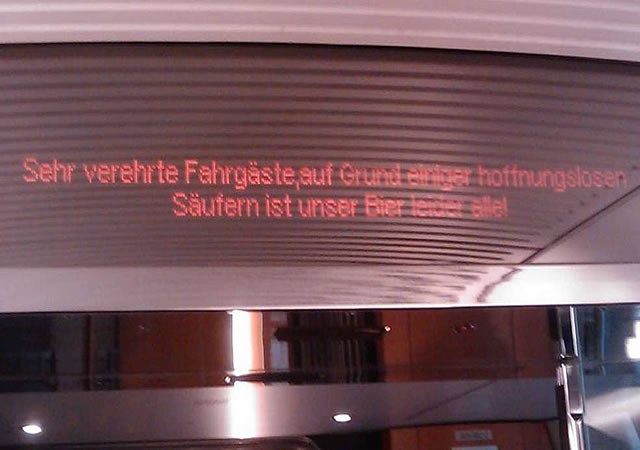 Sehr verehrte Fahrgäste,auf Grund einiger hoffnungslosen
Säufern ist unser Bier leider alle!